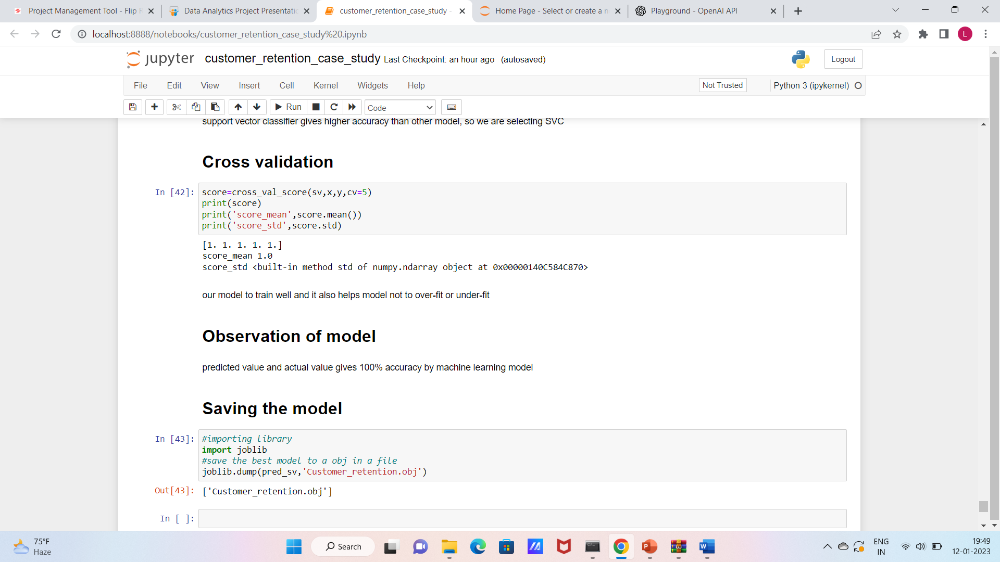 Project Management Tool - Flip R
Data Analytics Project Presentatio
customer_retention_case_study -
Home Page - Select or create a n
Playground - OpenAI API
localhost:8888/notebooks/customer_retention_case_study%20.ipynb
L
jupyter customer_retention_case_study Last Checkpoint: an hour ago (autosaved)
Logout
File Edit View Insert Cell Kernel Widgets Help
Not Trusted
Python 3 (ipykernel)
Run
Code
support vector classifier gives higher accuracy than other model, so we are selecting SVC
Cross validation
In [42]: score=cross_val_score(sv,x,y,cv=5)
print(score)
print('score_mean',score.mean())
print('score_std',score.std)
[1. 1. 1. 1. 1.]
score_mean 1.0
score_std <built-in method std of numpy.ndarray object at 0x00000140C584C870>
our model to train well and it also helps model not to over-fit or under-fit
Observation of model
predicted value and actual value gives 100% accuracy by machine learning model
Saving the model
In [43]: #importing library
import joblib
#save the best model to a obj in a file
joblib.dump(pred_sv,'Customer_retention.obj')
Out[43]: ['Customer_retention.obj']
In [ ]:
75°F
Haze
Search
ENG
IN
19:49
12-01-2023